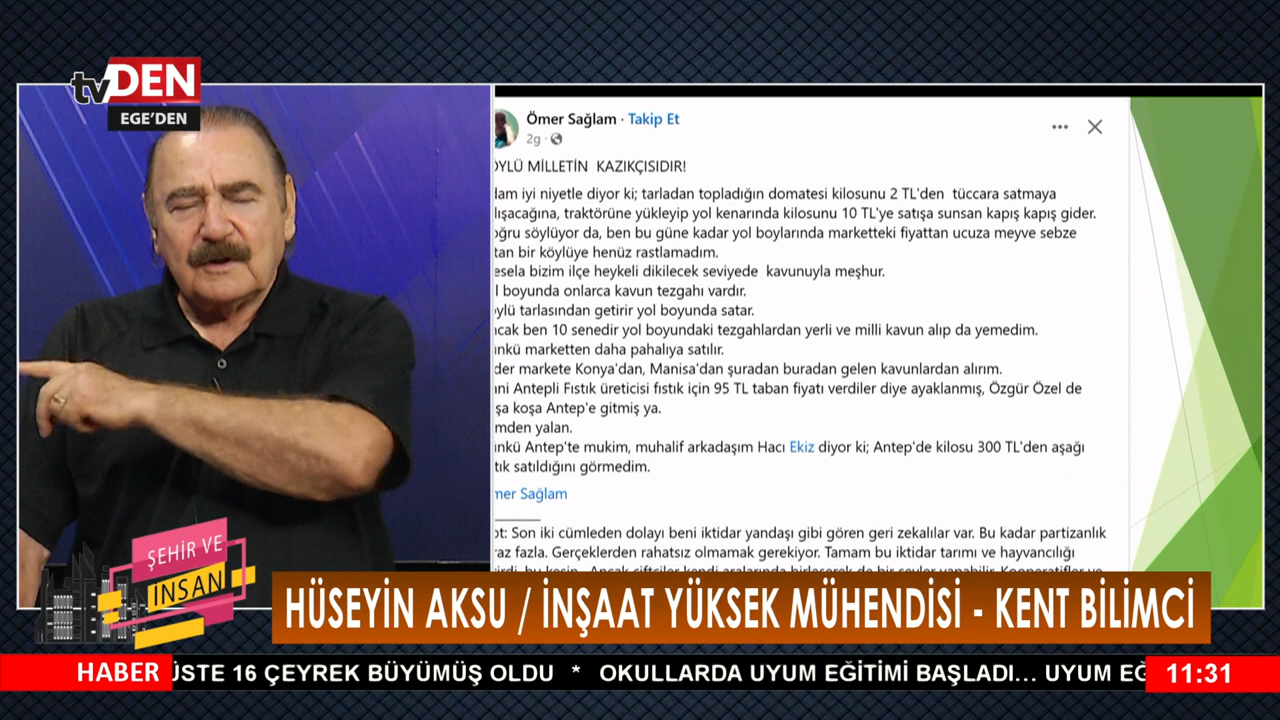 tvDEN
EGE'DEN
Ömer Sağlam · Takip Et
2g ·
ÖYLÜ MİLLETİN KAZIKÇISIDIR!
dam iyi niyetle diyor ki; tarladan topladığın domatesi kilosunu 2 TL'den tüccara satmaya
lışacağına, traktörüne yükleyip yol kenarında kilosunu 10 TL'ye satışa sunsan kapış kapış gider.
oğru söylüyor da, ben bu güne kadar yol boylarında marketteki fiyattan ucuza meyve sebze
tan bir köylüye henüz rastlamadım.
esela bizim ilçe heykeli dikilecek seviyede kavunuyla meşhur.
l boyunda onlarca kavun tezgahı vardır.
ylü tarlasından getirir yol boyunda satar.
ncak ben 10 senedir yol boyundaki tezgahlardan yerli ve milli kavun alıp da yemedim.
ünkü marketten daha pahalıya satılır.
der markete Konya'dan, Manisa'dan şuradan buradan gelen kavunlardan alırım.
ni Antepli Fıstık üreticisi fıstık için 95 TL taban fiyatı verdiler diye ayaklanmış, Özgür Özel de
şa koşa Antep'e gitmiş ya.
mden yalan.
ünkü Antep'te mukim, muhalif arkadaşım Hacı Ekiz diyor ki; Antep'de kilosu 300 TL'den aşağı
tık satıldığını görmedim.
mer Sağlam
ot: Son iki cümleden dolayı beni iktidar yandaşı gibi gören geri zekalılar var. Bu kadar partizanlık
raz fazla. Gerçeklerden rahatsız olmamak gerekiyor. Tamam bu iktidar tarımı ve hayvancılığı
ŞEHİR VE
İNSAN
HÜSEYİN AKSU / İNŞAAT YÜKSEK MÜHENDİSİ - KENT BİLİMCİ
HABER ÜSTE 16 ÇEYREK BÜYÜMÜŞ OLDU * OKULLARDA UYUM EĞİTİMİ BAŞLADI... UYUM EĞ 11:31